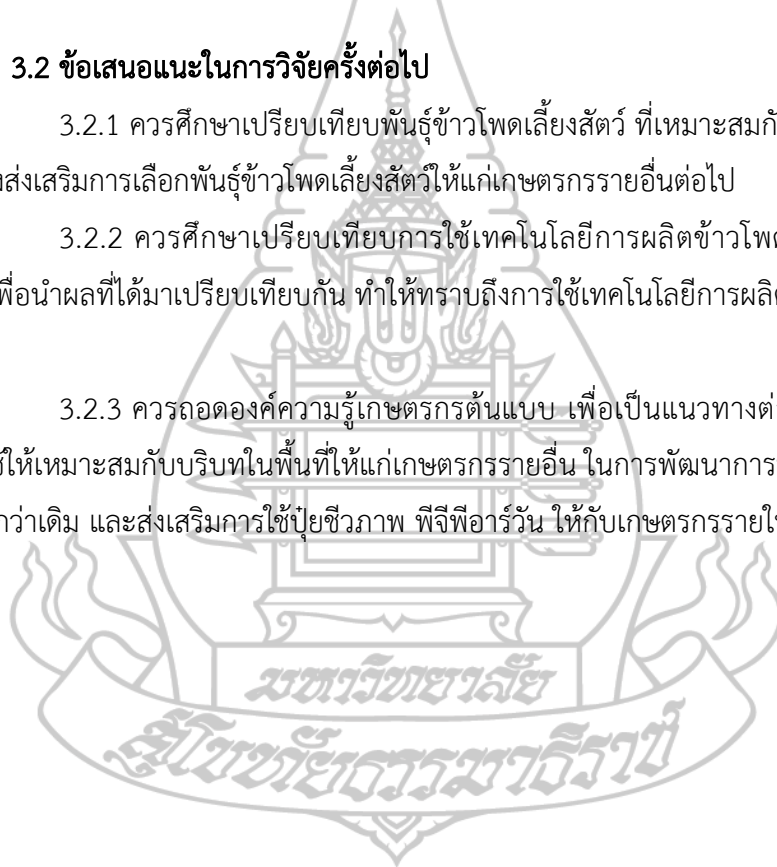 3.2 ข้อเสนอแนะในการวิจัยครั้งต่อไป
3.2.1 ควรศึกษาเปรียบเทียบพันธุ์ข้าวโพดเลี้ยงสัตว์ ที่เหมาะสมกั
ส่งเสริมการเลือกพันธุ์ข้าวโพดเลี้ยงสัตว์ให้แก่เกษตรกรรายอื่นต่อไป
3.2.2 ควรศึกษาเปรียบเทียบการใช้เทคโนโลยีการผลิตข้าวโพด
พื่อนำผลที่ได้มาเปรียบเทียบกัน ทำให้ทราบถึงการใช้เทคโนโลยีการผลิต
3.2.3 ควรถอดองค์ความรู้เกษตรกรต้นแบบ เพื่อเป็นแนวทางต่
ช้ให้เหมาะสมกับบริบทในพื้นที่ให้แก่เกษตรกรรายอื่น ในการพัฒนาการ
กว่าเดิม และส่งเสริมการใช้ปุ๋ยชีวภาพ พีจีพีอาร์วัน ให้กับเกษตรกรรายให
มหาวิทยาลัย
สุโขทัยธรรมาธิราช